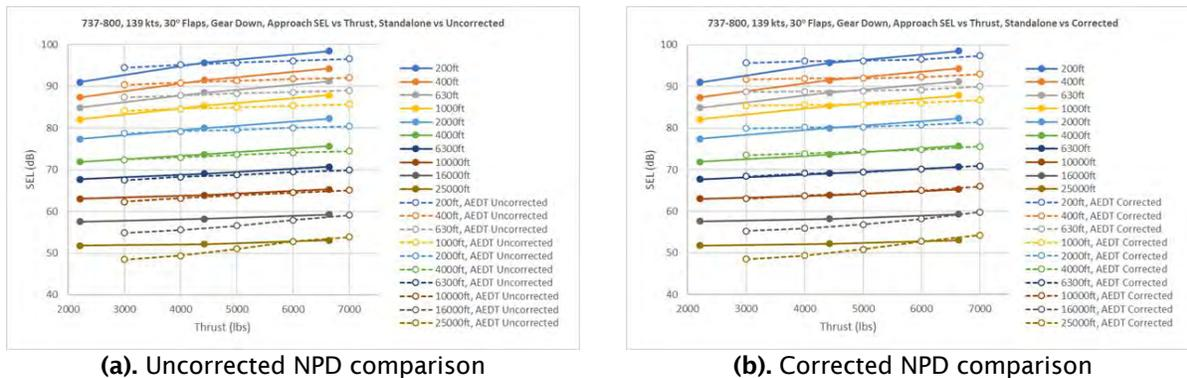 737-800, 139 kts, 30° Flaps, Gear Down, Approach SEL vs Thrust, Standalone vs Uncorrected
100
90
80
70
60
50
40
SEL (dB)
2000
3000
4000
5000
6000
7000
Thrust (lbs)
200ft
400ft
630ft
1000ft
2000ft
4000ft
6300ft
10000ft
16000ft
25000ft
200ft, AEDT Uncorrected
400ft, AEDT Uncorrected
630ft, AEDT Uncorrected
1000ft, AEDT Uncorrected
2000ft, AEDT Uncorrected
4000ft, AEDT Uncorrected
6300ft, AEDT Uncorrected
10000ft, AEDT Uncorrected
16000ft, AEDT Uncorrected
25000ft, AEDT Uncorrected
(a). Uncorrected NPD comparison
737-800, 139 kts, 30° Flaps, Gear Down, Approach SEL vs Thrust, Standalone vs Corrected
100
90
80
70
60
50
40
SEL (dB)
2000
3000
4000
5000
6000
7000
Thrust (lbs)
200ft
400ft
630ft
1000ft
2000ft
4000ft
6300ft
10000ft
16000ft
25000ft
200ft, AEDT Corrected
400ft, AEDT Corrected
630ft, AEDT Corrected
1000ft, AEDT Corrected
2000ft, AEDT Corrected
4000ft, AEDT Corrected
6300ft, AEDT Corrected
10000ft, AEDT Corrected
16000ft, AEDT Corrected
25000ft, AEDT Corrected
(b). Corrected NPD comparison